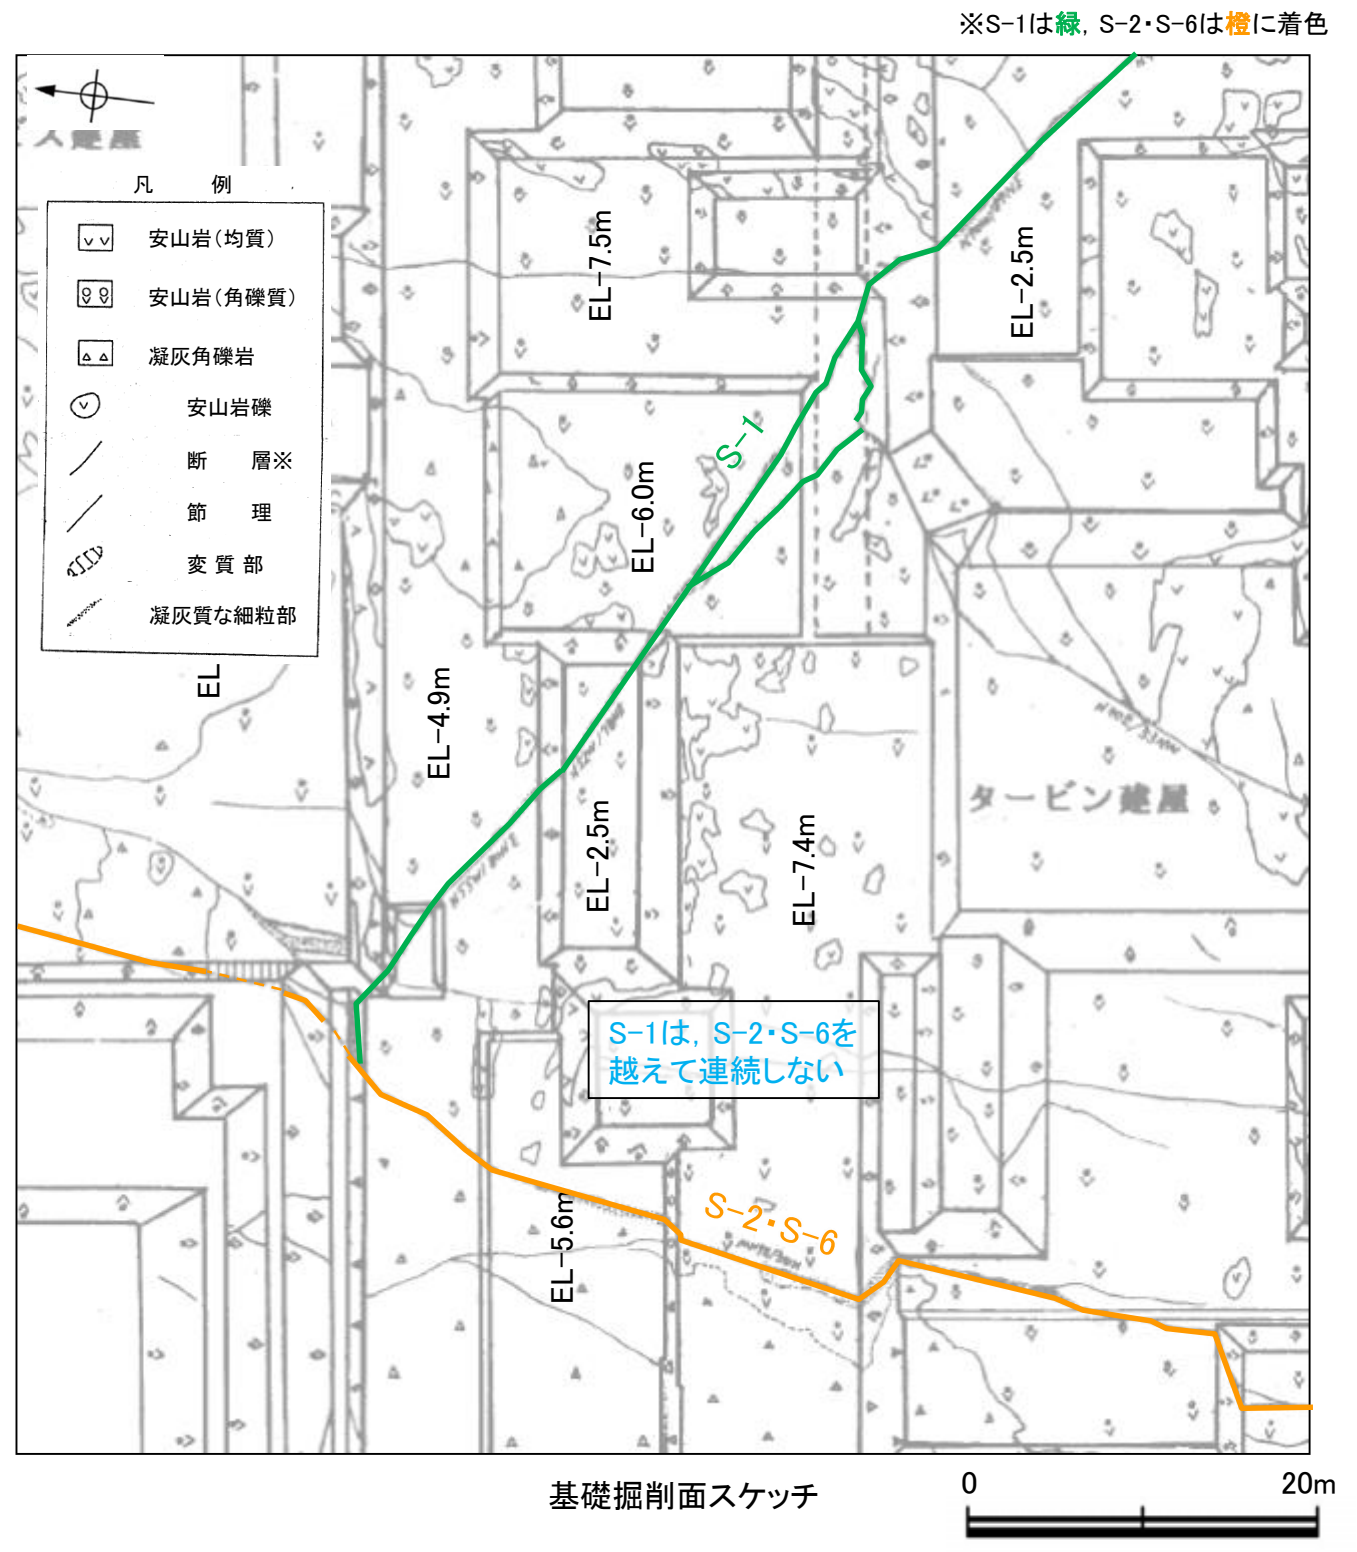 ※S-1は緑, S-2・S-6は橙に着色
凡 例
安山岩(均質)
安山岩(角礫質)
凝灰角礫岩
安山岩礫
断 層※
節 理
変質部
凝灰質な細粒部
EL
EL-7.5m
EL-2.5m
S-1
EL-6.0m
EL-4.9m
タービン建屋
EL-2.5m
EL-7.4m
S-1は, S-2・S-6を
越えて連続しない
S-2・S-6
EL-5.6m
基礎掘削面スケッチ
0 20m